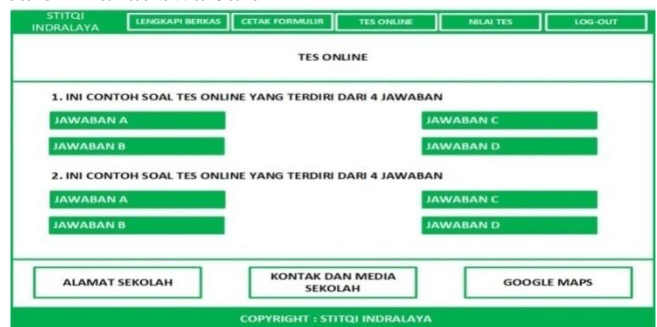 STITQI
INDRALAYA
LENGKAPI BERKAS
CETAK FORMULIR
TES ONLINE
NILAI TES
LOG-OUT
TES ONLINE
1. INI CONTOH SOAL TES ONLINE YANG TERDIRI DARI 4 JAWABAN
JAWABAN A
JAWABAN C
JAWABAN B
JAWABAN D
2. INI CONTOH SOAL TES ONLINE YANG TERDIRI DARI 4 JAWABAN
JAWABAN A
JAWABAN C
JAWABAN B
JAWABAN D
ALAMAT SEKOLAH
KONTAK DAN MEDIA
SEKOLAH
GOOGLE MAPS
COPYRIGHT : STITQI INDRALAYA